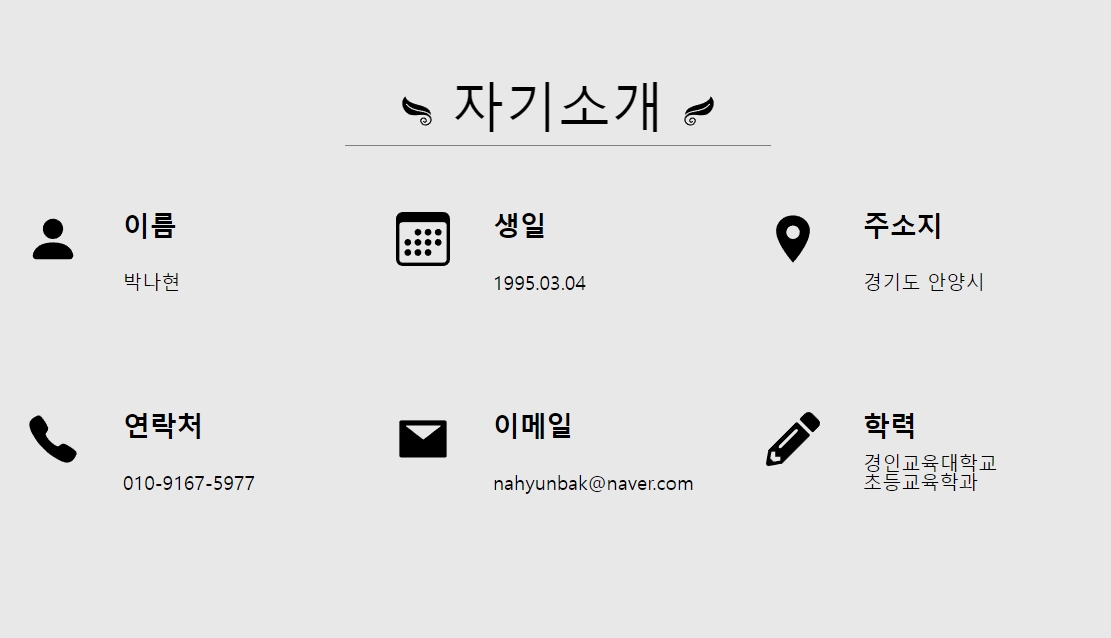 자기소개
이름
박나현
생일
1995.03.04
주소지
경기도 안양시
연락처
010-9167-5977
이메일
nahyunbak@naver.com
학력
경인교육대학교
초등교육학과